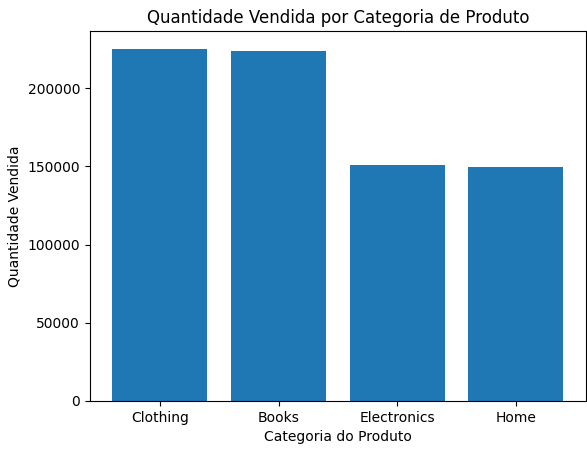 Quantidade Vendida por Categoria de Produto
Quantidade Vendida
200000
150000
100000
50000
0
Clothing Books Electronics Home
Categoria do Produto